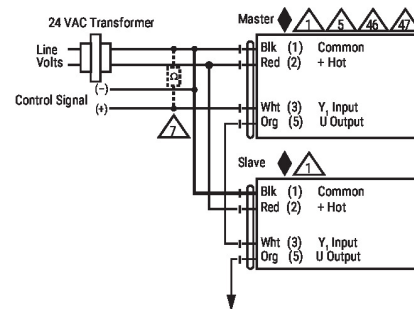 24 VAC Transformer
Master 1 5 46 47
Line
Volts
Blk (1) Common
Red (2) + Hot
Ω
(–)
Control Signal
(+)
Wht (3) Y, Input
Org (5) U Output
7
Slave 1
Blk (1) Common
Red (2) + Hot
Wht (3) Y, Input
Org (5) U Output